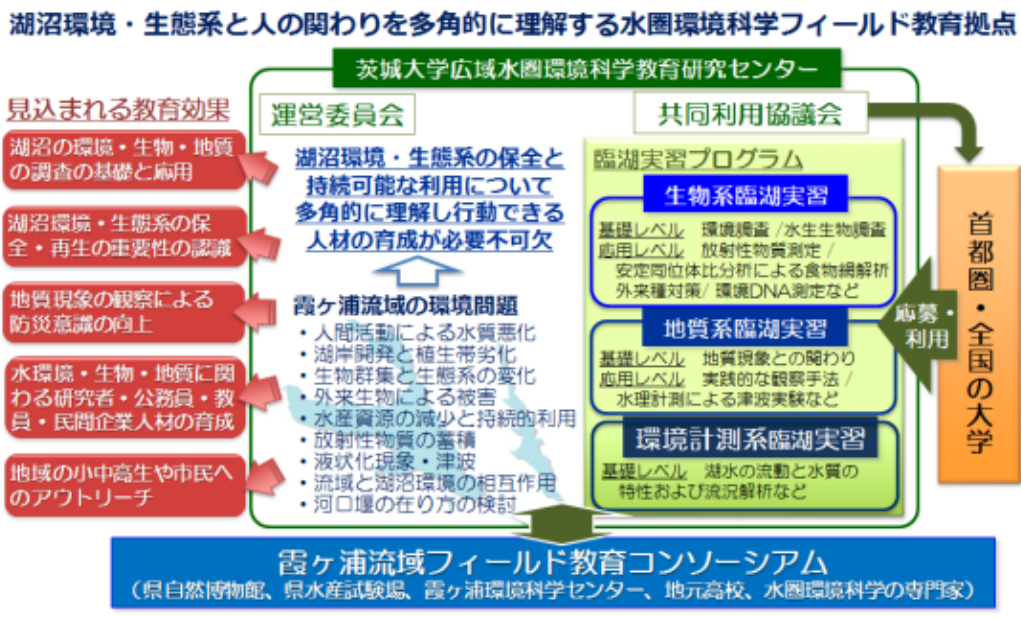 湖沼環境・生態系と人の関わりを多角的に理解する水圏環境科学フィールド教育拠点
茨城大学広域水圏環境科学教育研究センター
見込まれる教育効果
湖沼の環境・生物・地質
の調査の基礎と応用
湖沼環境・生態系の保
全・再生の重要性の認識
地質現象の観察による
防災意識の向上
水環境・生物・地質に関
わる研究者・公務員・教
員・民間企業人材の育成
地域の小中高生や市民へ
のアウトリーチ
運営委員会
湖沼環境・生態系の保全と
持続可能な利用について
多角的に理解し行動できる
人材の育成が必要不可欠
霞ヶ浦流域の環境問題
・人間活動による水質悪化
・湖岸開発と植生帯劣化
・生物群集と生態系の変化
・外来生物による被害
・水産資源の減少と持続的利用
・放射性物質の蓄積
・液状化現象・津波
・流域と湖沼環境の相互作用
・河口堰の在り方の検討
共同利用協議会
臨湖実習プログラム
生物系臨湖実習
基礎レベル 環境調査/水生生物調査
応用レベル 放射性物質測定/
安定同位体比分析による食物網解析
外来種対策/環境DNA測定など
地質系臨湖実習
基礎レベル 地質現象との関わり
応用レベル 実践的な観察手法/
水理計測による津波実験など
環境計測系臨湖実習
基礎レベル 湖水の流動と水質の
特性および流況解析など
応募・
利用
首都圏・全国の大学
霞ヶ浦流域フィールド教育コンソーシアム
（県自然博物館、県水産試験場、霞ヶ浦環境科学センター、地元高校、水圏環境科学の専門家）